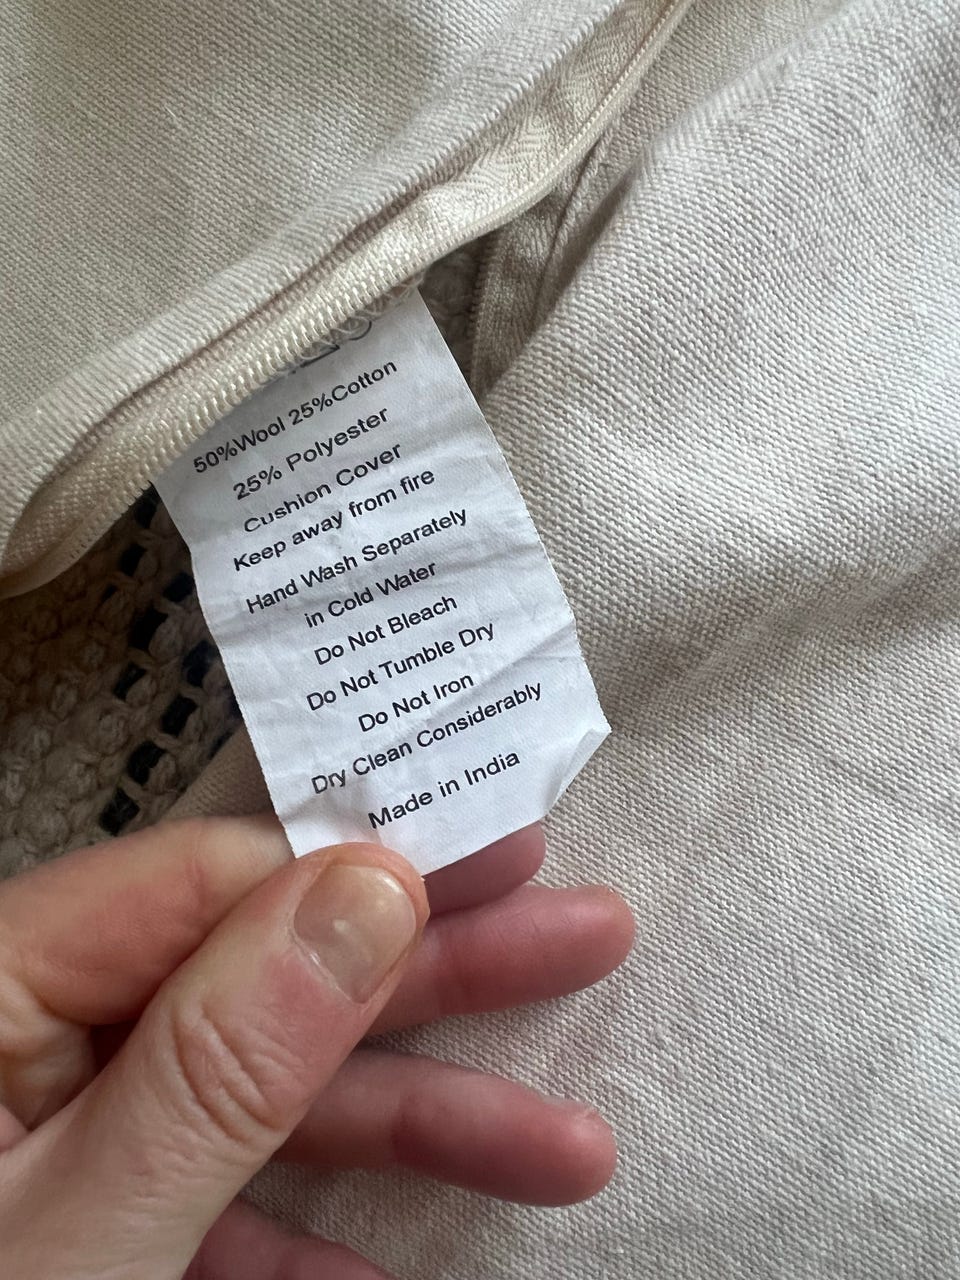 50%Wool 25%Cotton
25% Polyester
Cushion Cover
Keep away from fire
Hand Wash Separately
in Cold Water
Do Not Bleach
Do Not Tumble Dry
Do Not Iron
Dry Clean Considerably
Made in India